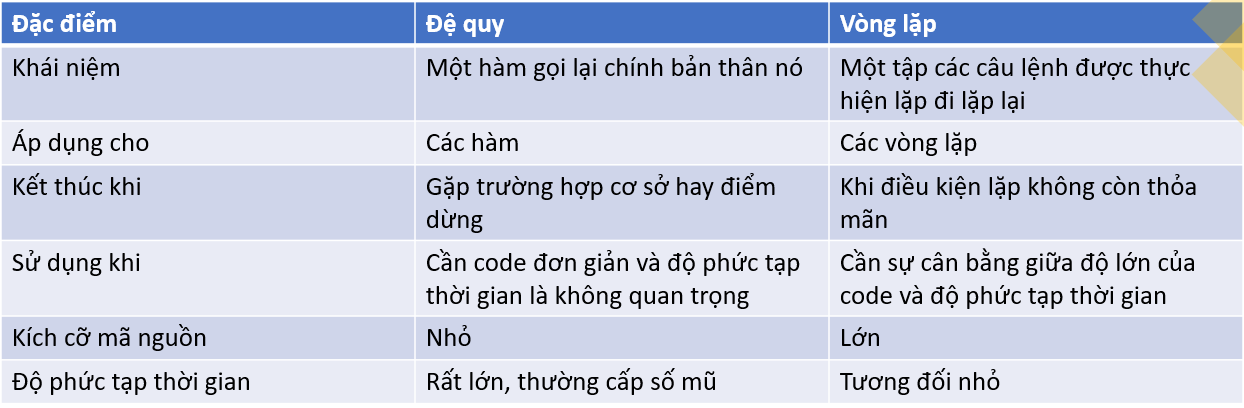 Đặc điểm Đệ quy Vòng lặp
Khái niệm Một hàm gọi lại chính bản thân nó Một tập các câu lệnh được thực
hiện lặp đi lặp lại
Áp dụng cho Các hàm Các vòng lặp
Kết thúc khi Gặp trường hợp cơ sở hay điểm Khi điều kiện lặp không còn thỏa
dừng mãn
Sử dụng khi Cần code đơn giản và độ phức tạp Cần sự cân bằng giữa độ lớn của
thời gian là không quan trọng code và độ phức tạp thời gian
Kích cỡ mã nguồn Nhỏ Lớn
Độ phức tạp thời gian Rất lớn, thường cấp số mũ Tương đối nhỏ